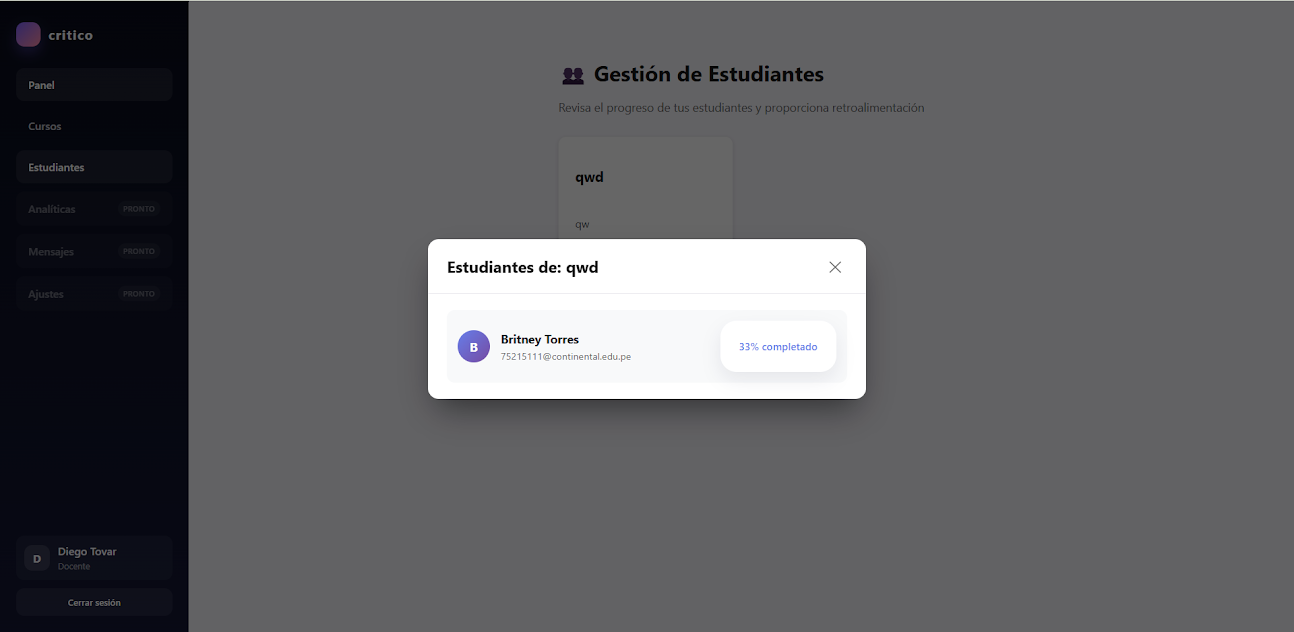 critico
Panel
Cursos
Estudiantes
Analíticas PRONTO
Mensajes PRONTO
Ajustes PRONTO
D
Diego Tovar
Docente
Cerrar sesión
Gestión de Estudiantes
Revisa el progreso de tus estudiantes y proporciona retroalimentación
qwd
qw
Estudiantes de: qwd
B
Britney Torres
75215111@continental.edu.pe
33% completado